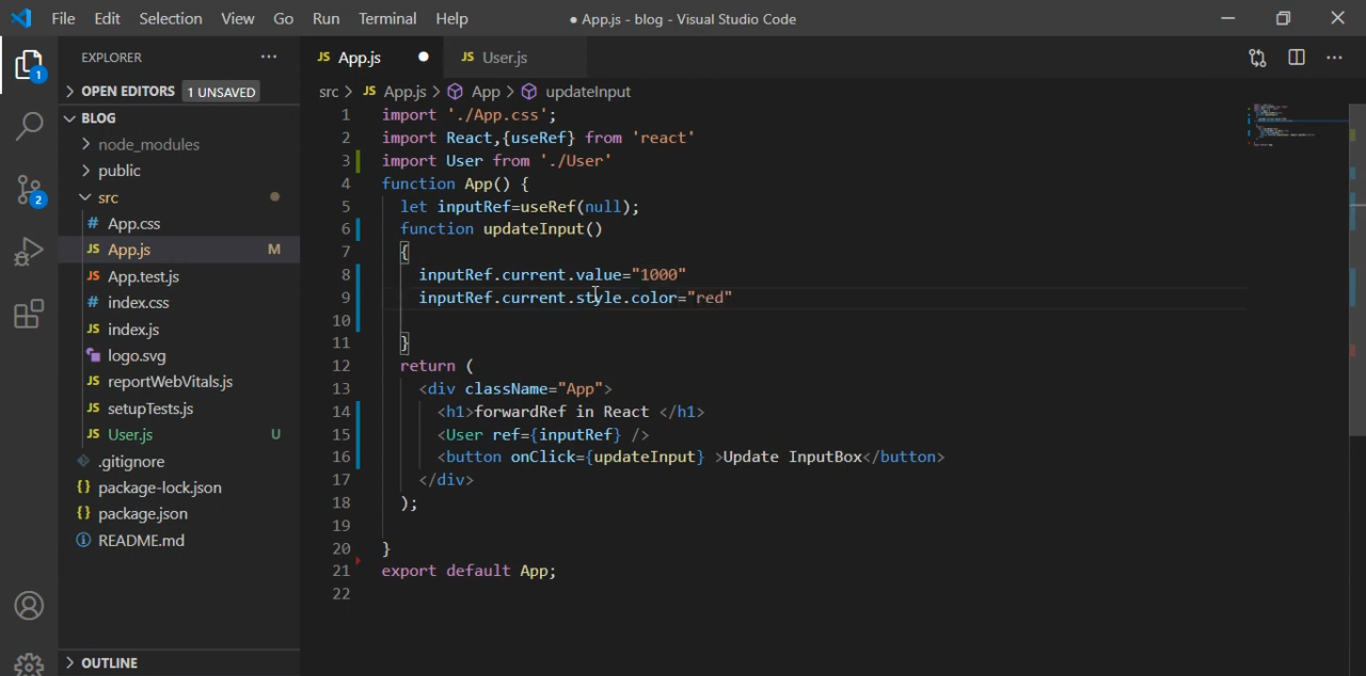 File Edit Selection View Go Run Terminal Help
● App.js - blog - Visual Studio Code
EXPLORER
1
2
OPEN EDITORS 1 UNSAVED
BLOG
node_modules
public
src
# App.css
JS App.js M
JS App.test.js
# index.css
JS index.js
logo.svg
JS reportWebVitals.js
JS setupTests.js
JS User.js U
.gitignore
{} package-lock.json
{} package.json
README.md
OUTLINE
JS App.js ●
JS User.js
src > JS App.js > App > updateInput
1 import './App.css';
2 import React,{useRef} from 'react'
3 import User from './User'
4 function App() {
5 let inputRef=useRef(null);
6 function updateInput()
7 {
8 inputRef.current.value="1000"
9 inputRef.current.style.color="red"
10
11 }
12 return (
13 <div className="App">
14 <h1>forwardRef in React </h1>
15 <User ref={inputRef} />
16 <button onClick={updateInput} >Update InputBox</button>
17 </div>
18 );
19
20 }
21 export default App;
22